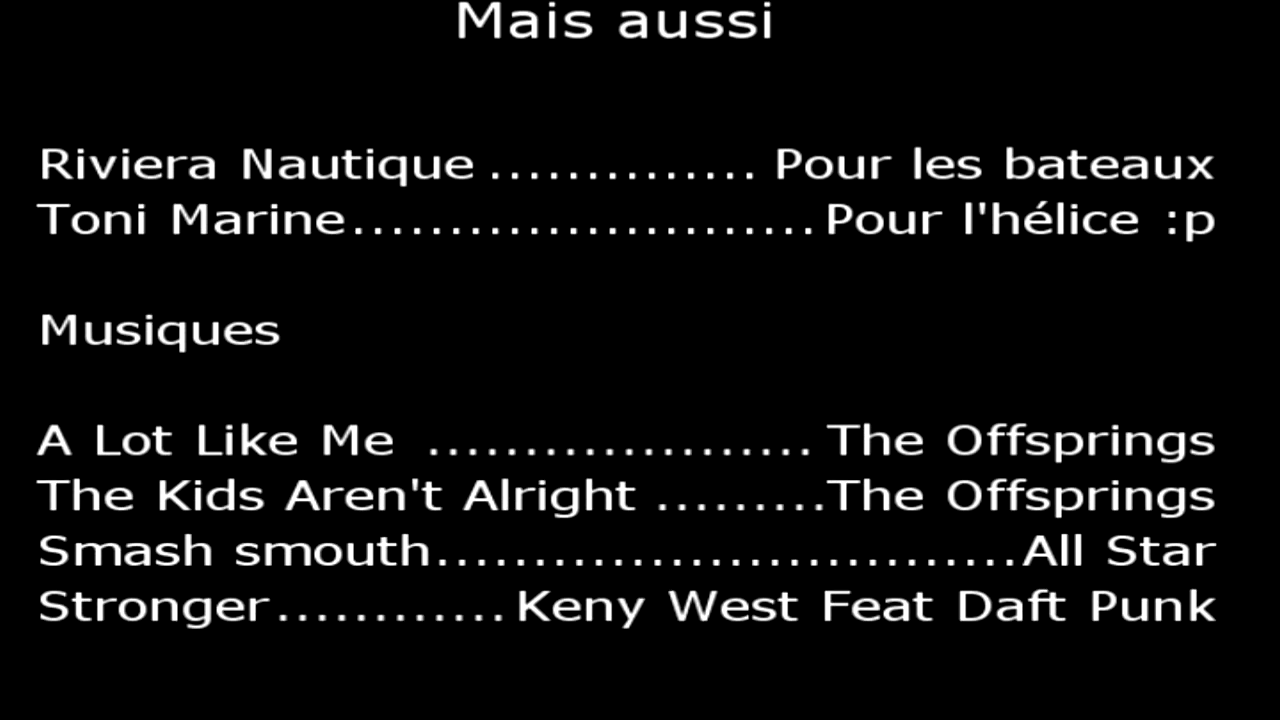 Mais aussi
Riviera Nautique .............. Pour les bateaux
Toni Marine........................ Pour l'hélice :p
Musiques
A Lot Like Me .................... The Offsprings
The Kids Aren't Alright .........The Offsprings
Smash smouth..............................All Star
Stronger............ Keny West Feat Daft Punk